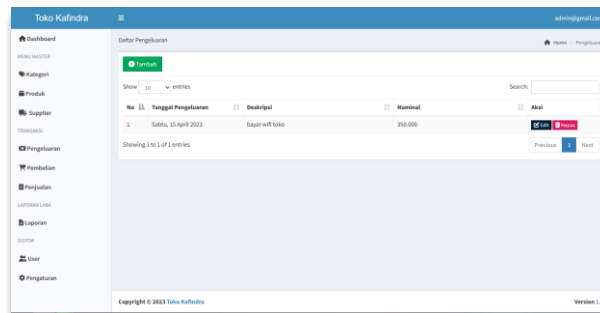 Toko Kafindra
admin@gmail.com
Dashboard
MENU MASTER
Kategori
Produk
Supplier
TRANSAKSI
Pengeluaran
Pembelian
Penjualan
LAPORAN LABA
Laporan
SISTEM
User
Pengaturan
Daftar Pengeluaran
Home / Pengeluaran
Tambah
Show 10 entries
Search:
No Tanggal Pengeluaran Deskripsi Nominal Aksi
1 Sabtu, 15 April 2023 bayar wifi toko 350.000 Edit Hapus
Showing 1 to 1 of 1 entries
Previous 1 Next
Copyright © 2023 Toko Kafindra
Version 1.